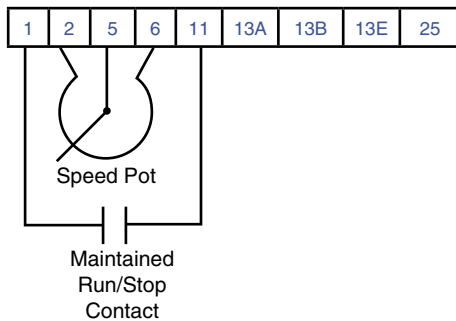 1 2 5 6 11 13A 13B 13E 25
Speed Pot
Maintained
Run/Stop
Contact